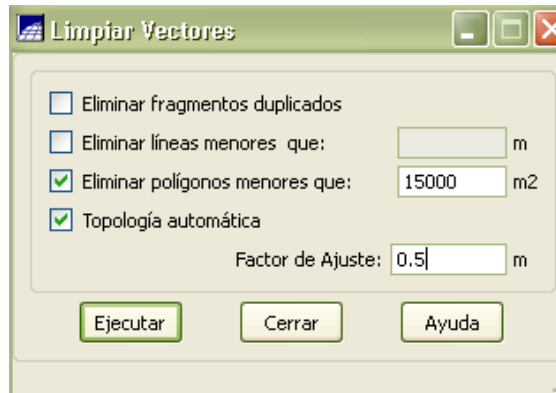 Limpiar Vectores
Eliminar fragmentos duplicados
Eliminar líneas menores que: m
Eliminar polígonos menores que: 15000 m2
Topología automática
Factor de Ajuste: 0.5 m
Ejecutar Cerrar Ayuda